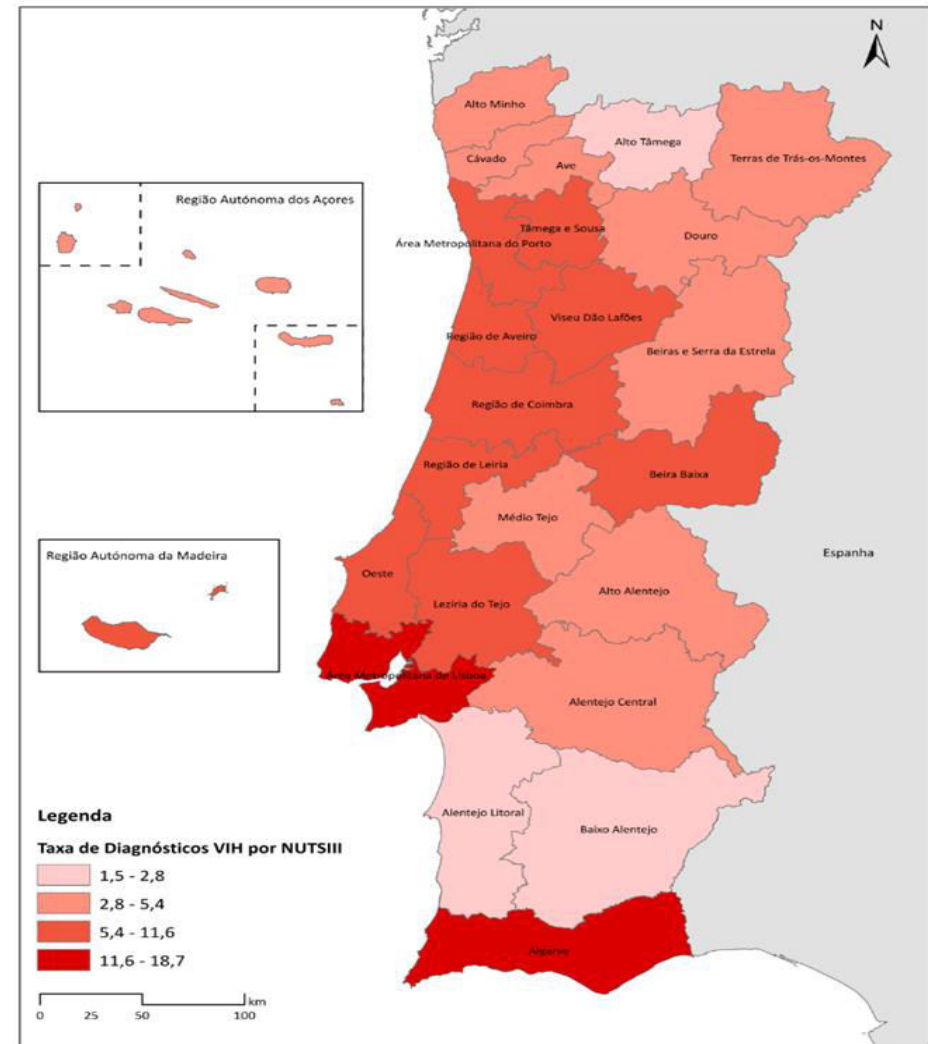 N
Alto Minho
Alto Tâmega
Terras de Trás-os-Montes
Cávado
Ave
Região Autónoma dos Açores
Tâmega e Sousa
Área Metropolitana do Porto
Douro
Viseu Dão Lafões
Região de Aveiro
Beiras e Serra da Estrela
Região de Coimbra
Região de Leiria
Beira Baixa
Médio Tejo
Região Autónoma da Madeira
Espanha
Oeste
Alto Alentejo
Lezíria do Tejo
Área Metropolitana de Lisboa
Alentejo Central
Alentejo Litoral
Baixo Alentejo
Algarve
Legenda
Taxa de Diagnósticos VIH por NUTSIII
1,5 - 2,8
2,8 - 5,4
5,4 - 11,6
11,6 - 18,7
km
0 25 50 100